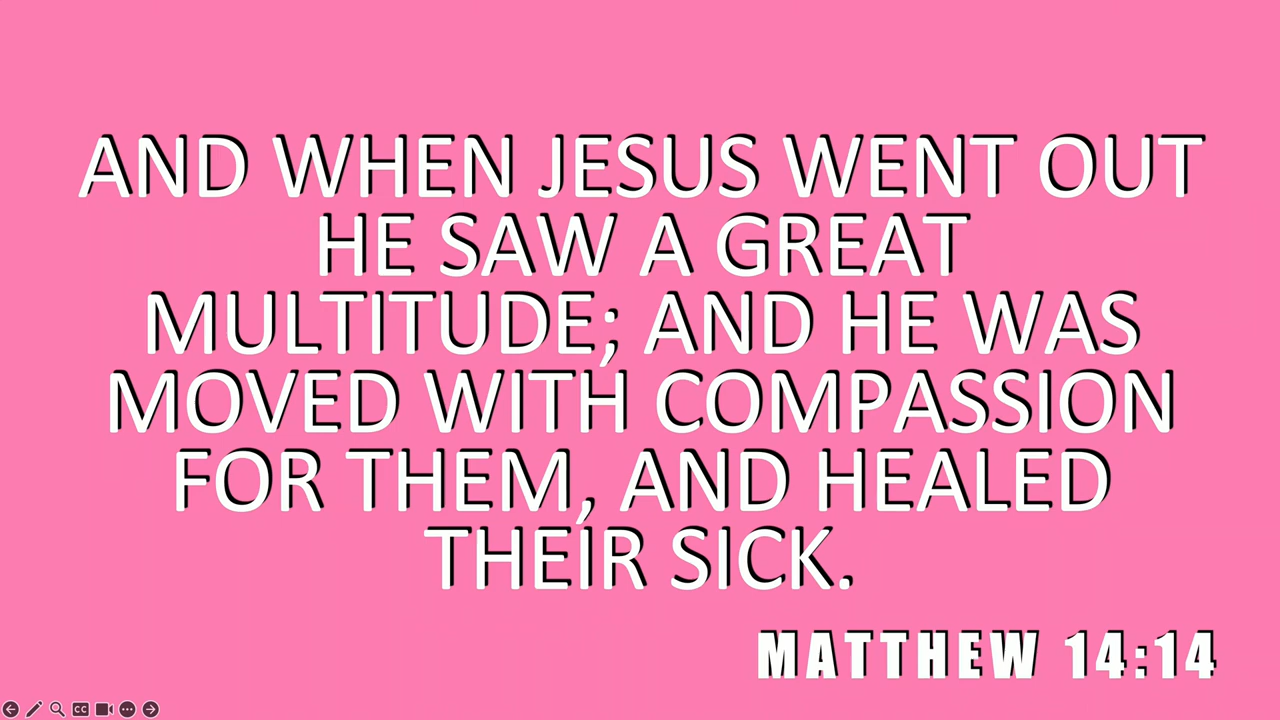 AND WHEN JESUS WENT OUT
HE SAW A GREAT
MULTITUDE; AND HE WAS
MOVED WITH COMPASSION
FOR THEM, AND HEALED
THEIR SICK.
MATTHEW 14:14
CC